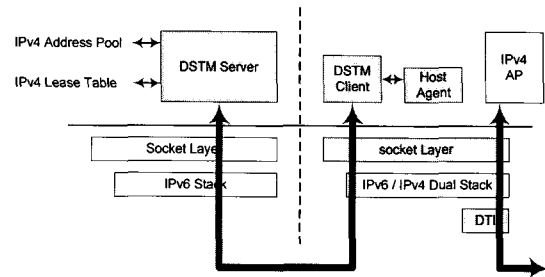 IPv4 Address Pool
IPv4 Lease Table
DSTM Server
DSTM
Client
Host
Agent
IPv4
AP
Socket Layer
socket Layer
IPv6 Stack
IPv6 / IPv4 Dual Stack
DTI